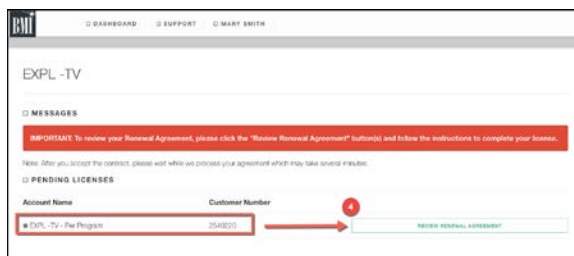 BMI
DASHBOARD SUPPORT MARY SMITH
EXPL -TV
MESSAGES
IMPORTANT: To review your Renewal Agreement, please click the "Review Renewal Agreement" button(s) and follow the instructions to complete your license.
Note: After you accept the contract, please wait while we process your agreement which may take several minutes.
PENDING LICENSES
Account Name Customer Number
4
EXPL -TV - Per Program 2540220 REVIEW RENEWAL AGREEMENT